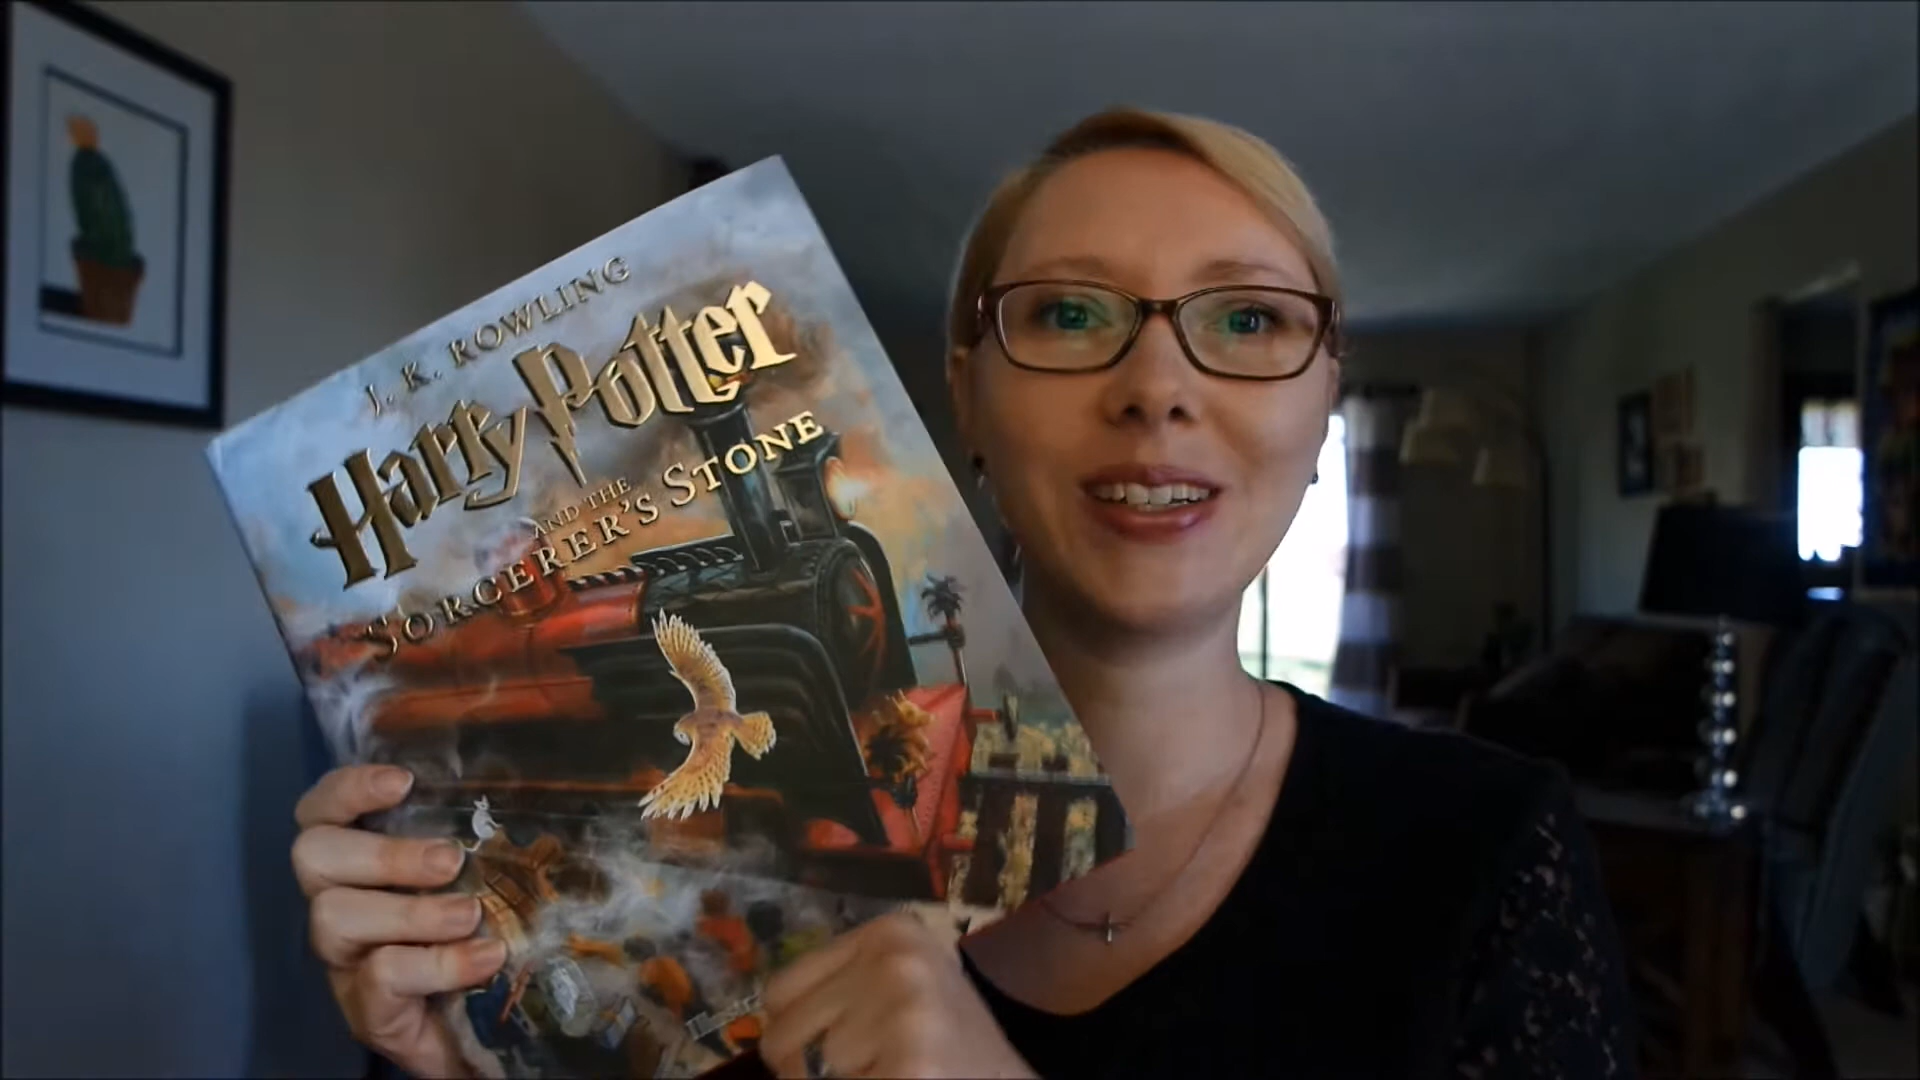 J. K. ROWLING
Harry Potter
AND THE
SORCERER'S STONE